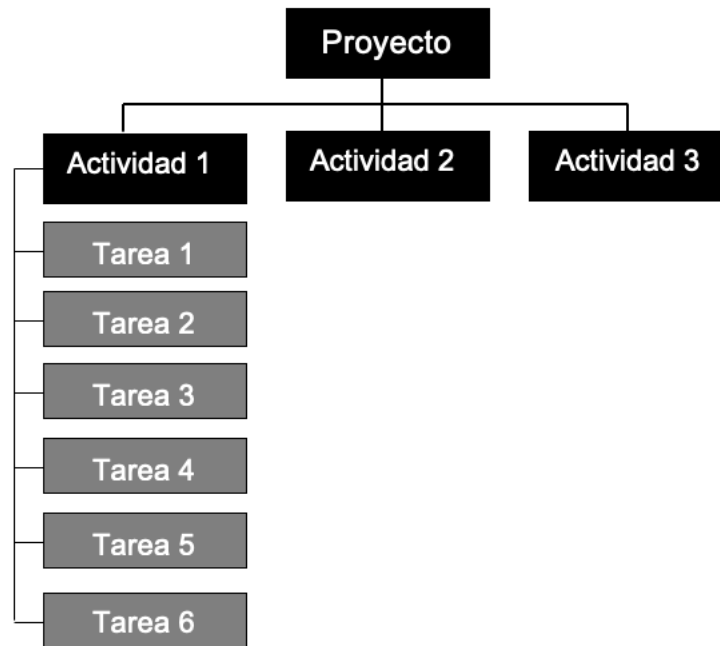 Proyecto
Actividad 1
Actividad 2
Actividad 3
Tarea 1
Tarea 2
Tarea 3
Tarea 4
Tarea 5
Tarea 6